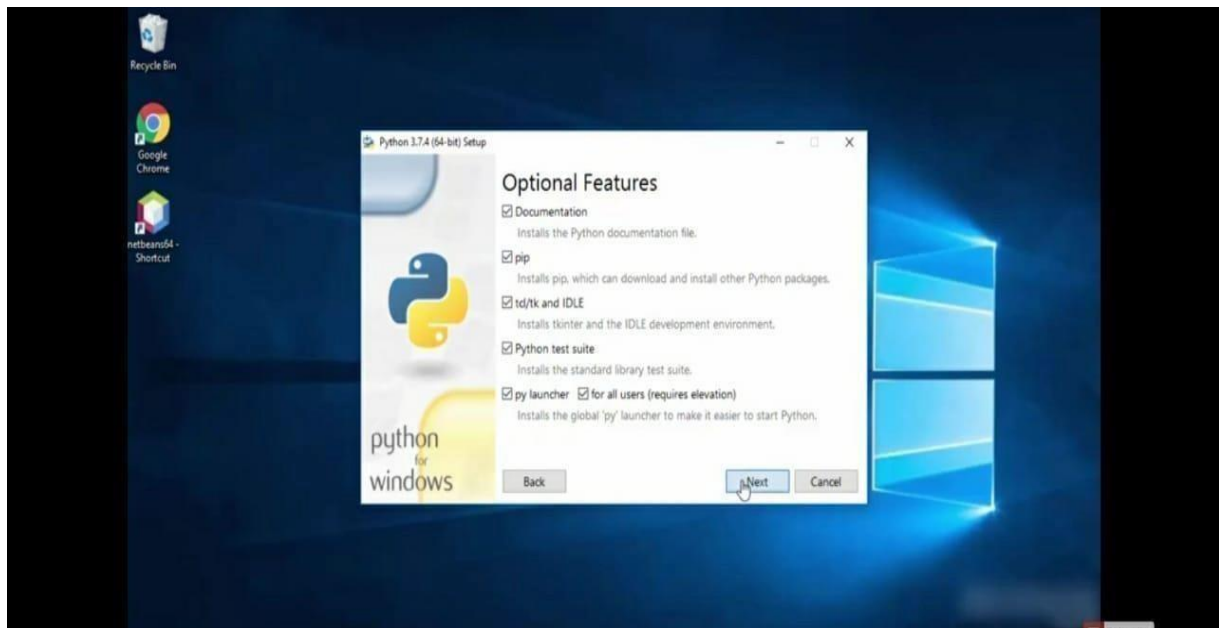 Recycle Bin
Google
Chrome
netbeans64 -
Shortcut
Python 3.7.4 (64-bit) Setup
Optional Features
Documentation
Installs the Python documentation file.
pip
Installs pip, which can download and install other Python packages.
td/tk and IDLE
Installs tkinter and the IDLE development environment.
Python test suite
Installs the standard library test suite.
py launcher for all users (requires elevation)
Installs the global 'py' launcher to make it easier to start Python.
python
for
windows
Back Next Cancel